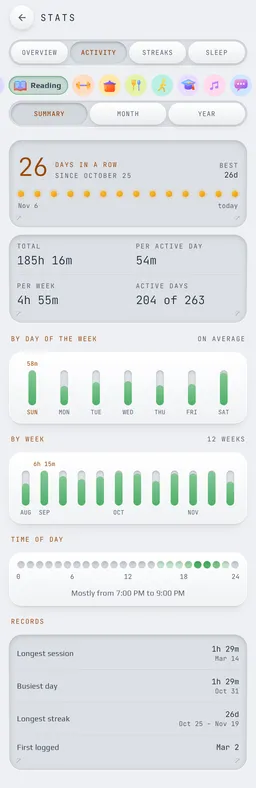 STATS
OVERVIEW ACTIVITY STREAKS SLEEP
Reading
SUMMARY MONTH YEAR
26 DAYS IN A ROW
SINCE OCTOBER 25
BEST
26d
Nov 6 today
TOTAL PER ACTIVE DAY
185h 16m 54m
PER WEEK ACTIVE DAYS
4h 55m 204 of 263
BY DAY OF THE WEEK ON AVERAGE
58m
SUN MON TUE WED THU FRI SAT
BY WEEK 12 WEEKS
6h 15m
AUG SEP OCT NOV
TIME OF DAY
0 6 12 18 24
Mostly from 7:00 PM to 9:00 PM
RECORDS
Longest session 1h 29m
Mar 14
Busiest day 1h 29m
Oct 31
Longest streak 26d
Oct 25 – Nov 19
First logged Mar 2